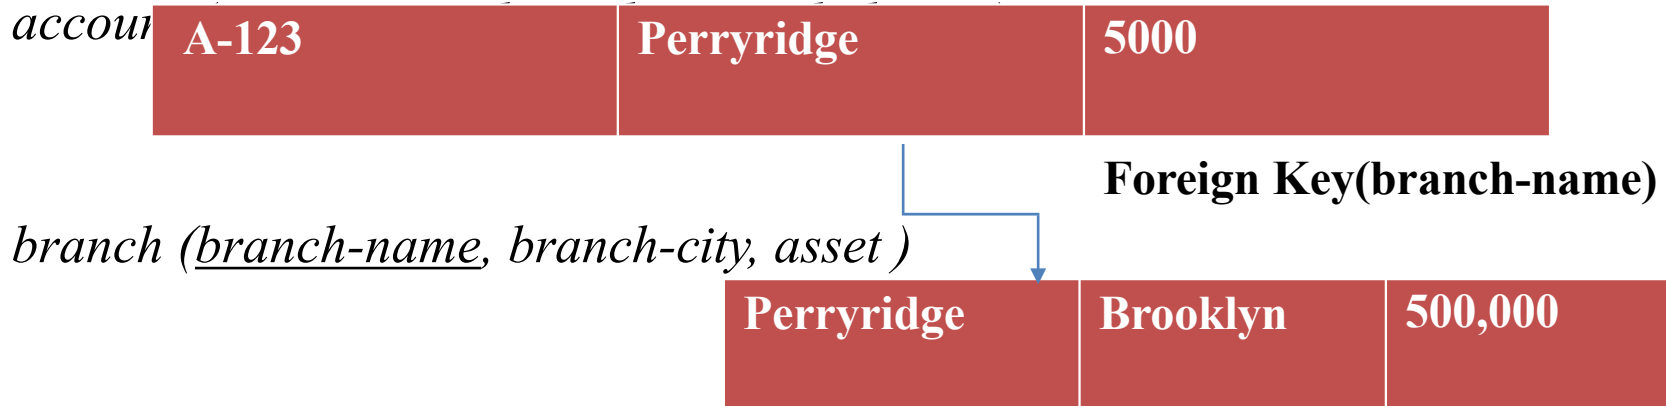 A-123 Perryridge 5000
Foreign Key(branch-name)
branch (branch-name, branch-city, asset )
Perryridge Brooklyn 500,000